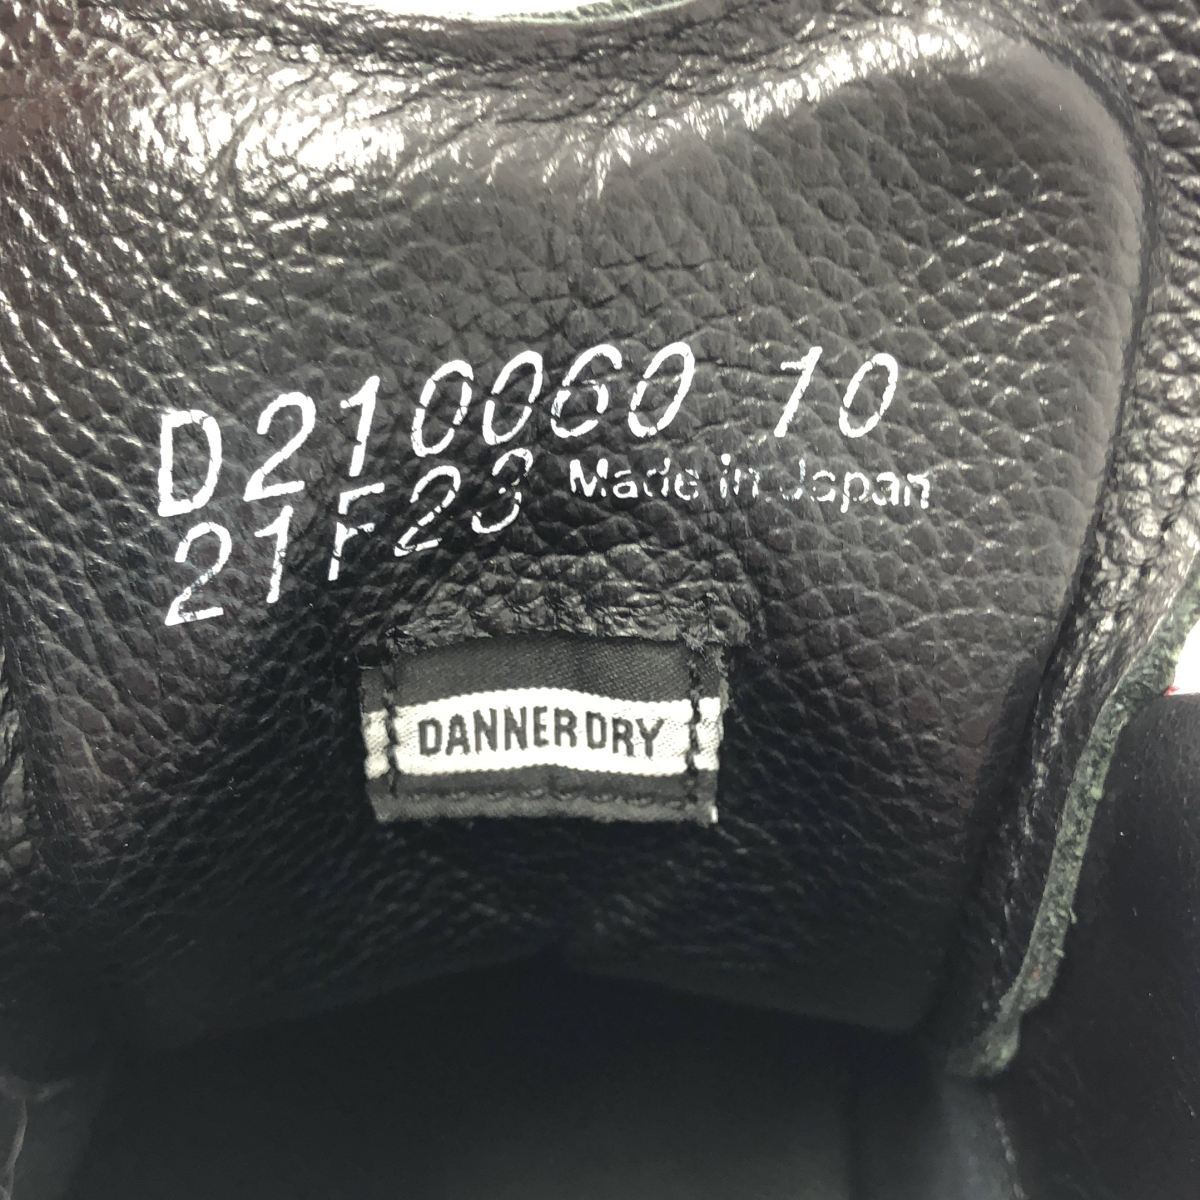 D210060 10
21F23 Made in Japan
DANNER DRY